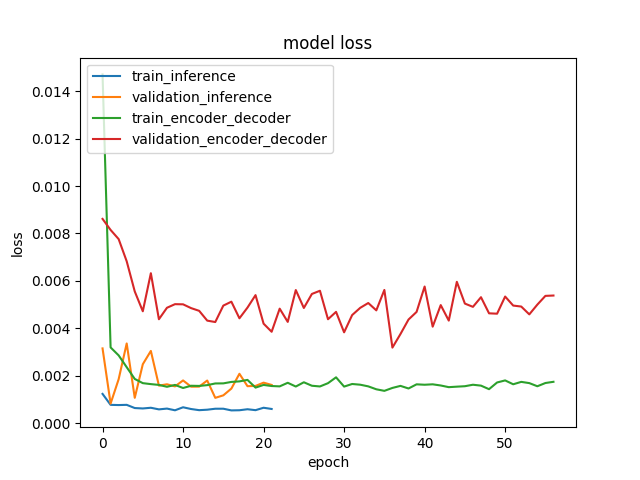 model loss
train_inference
validation_inference
train_encoder_decoder
validation_encoder_decoder
loss
0.014
0.012
0.010
0.008
0.006
0.004
0.002
0.000
0 10 20 30 40 50
epoch